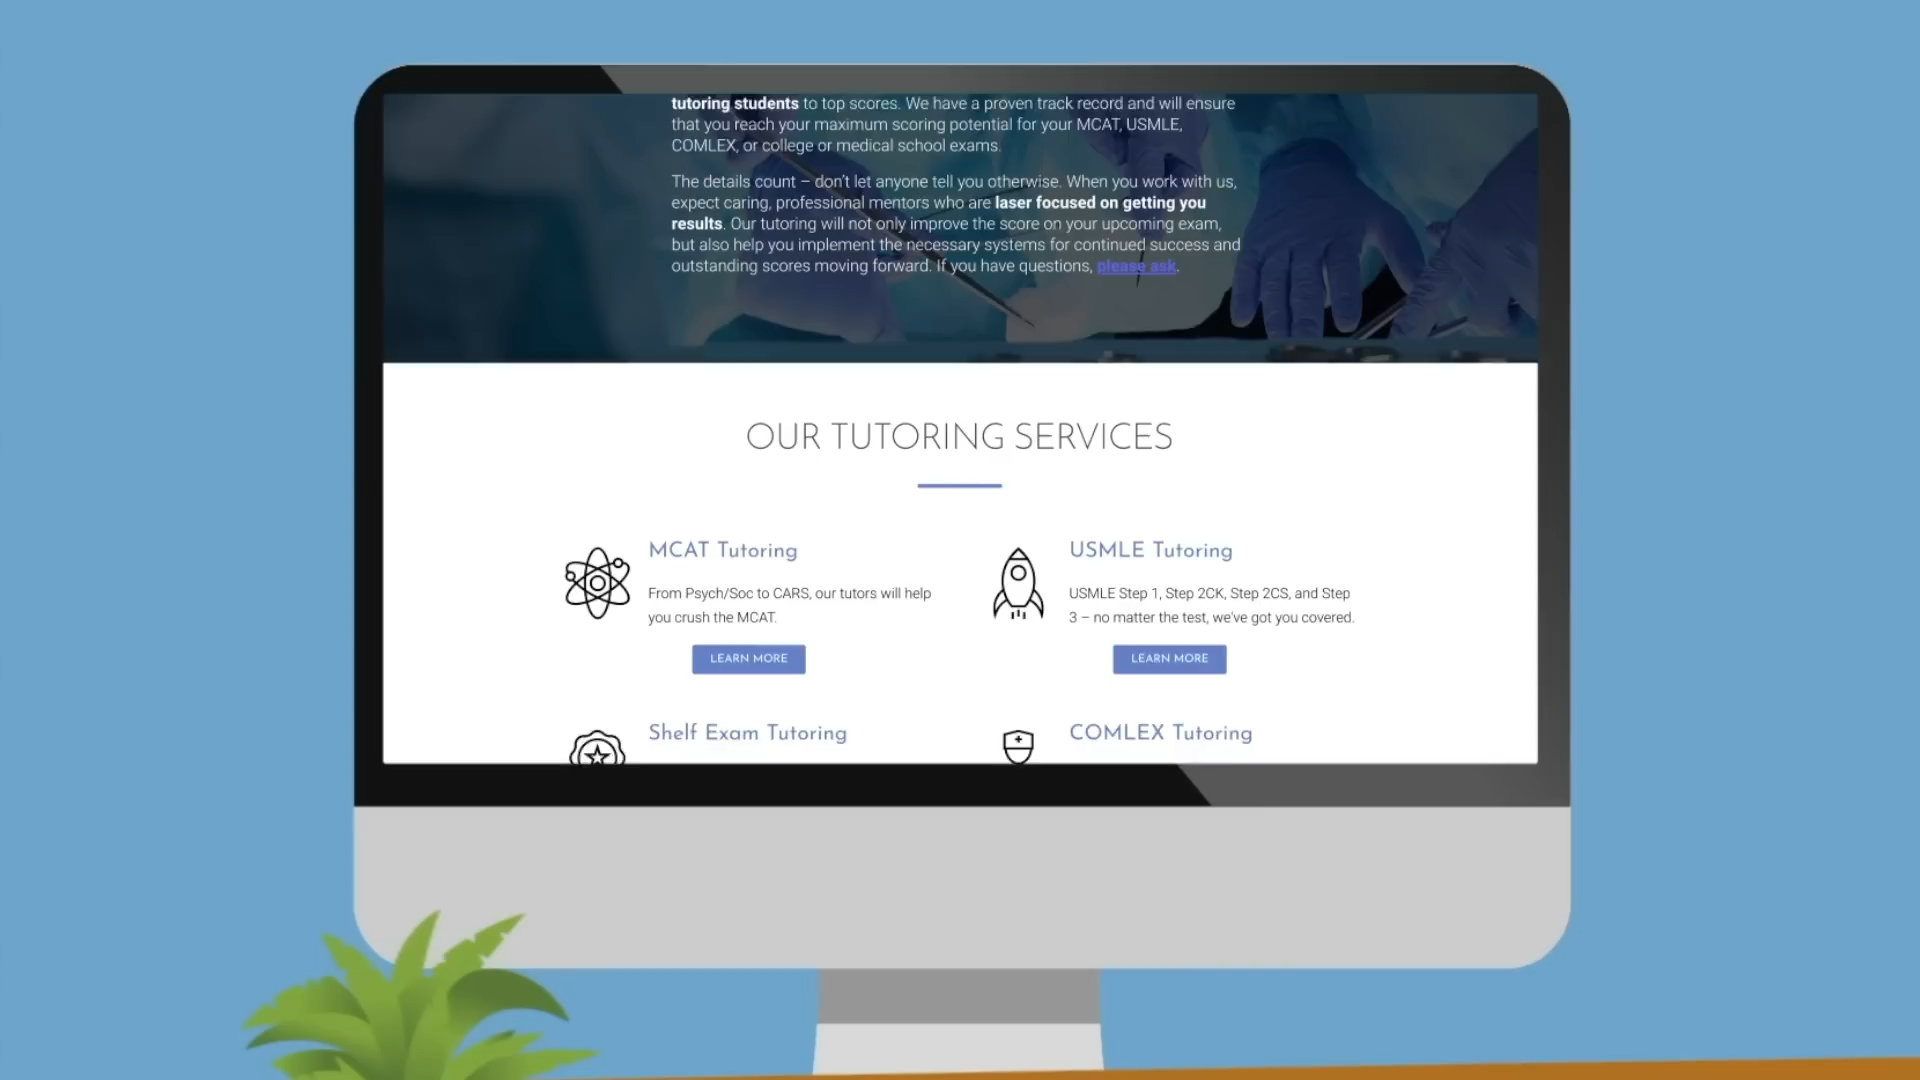 tutoring students to top scores. We have a proven track record and will ensure
that you reach your maximum scoring potential for your MCAT, USMLE,
COMLEX, or college or medical school exams.
The details count – don't let anyone tell you otherwise. When you work with us,
expect caring, professional mentors who are laser focused on getting you
results. Our tutoring will not only improve the score on your upcoming exam,
but also help you implement the necessary systems for continued success and
outstanding scores moving forward. If you have questions, please ask.
OUR TUTORING SERVICES
MCAT Tutoring
From Psych/Soc to CARS, our tutors will help
you crush the MCAT.
LEARN MORE
USMLE Tutoring
USMLE Step 1, Step 2CK, Step 2CS, and Step
3 – no matter the test, we've got you covered.
LEARN MORE
Shelf Exam Tutoring
COMLEX Tutoring